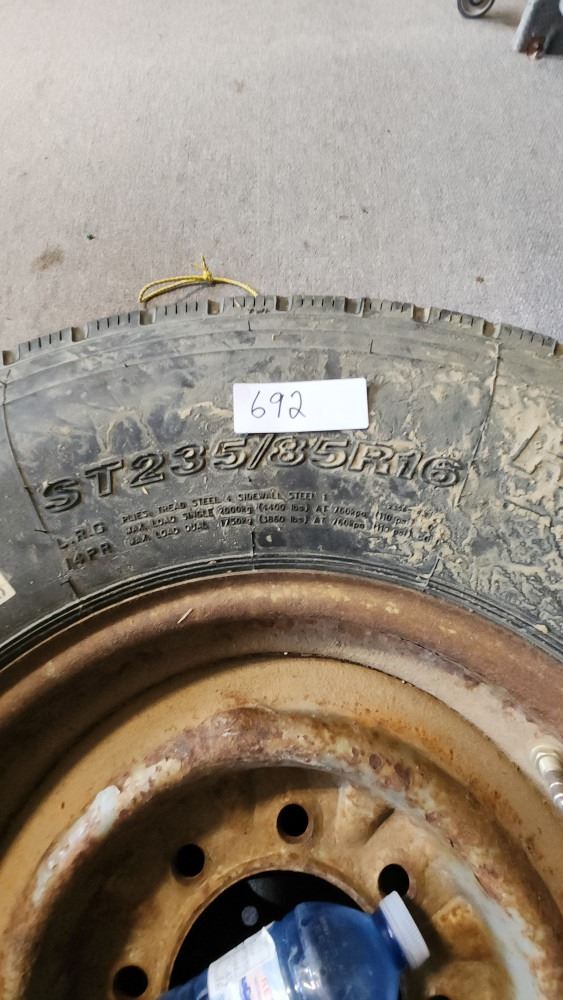 692
ST235/85R16
PLIES TREAD STEEL 4 SIDEWALL STEEL 1
L.R.G MAX. LOAD SINGLE 2000kg (4400 lbs) AT 760kpa (110 psi)
14PR MAX. LOAD DUAL 1750kg (3860 lbs) AT 760kpa (110 psi)